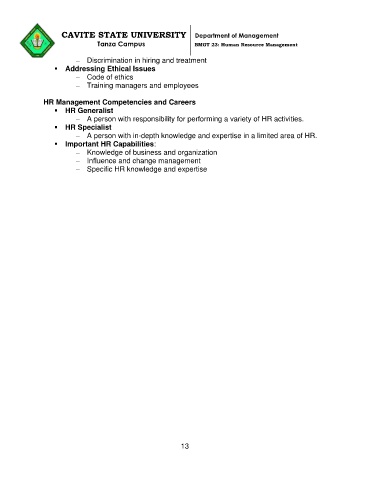 CAVITE STATE UNIVERSITY
Tanza Campus
Department of Management
BMGT 23: Human Resource Management
– Discrimination in hiring and treatment
▪ Addressing Ethical Issues
– Code of ethics
– Training managers and employees
HR Management Competencies and Careers
▪ HR Generalist
– A person with responsibility for performing a variety of HR activities.
▪ HR Specialist
– A person with in-depth knowledge and expertise in a limited area of HR.
▪ Important HR Capabilities:
– Knowledge of business and organization
– Influence and change management
– Specific HR knowledge and expertise
13